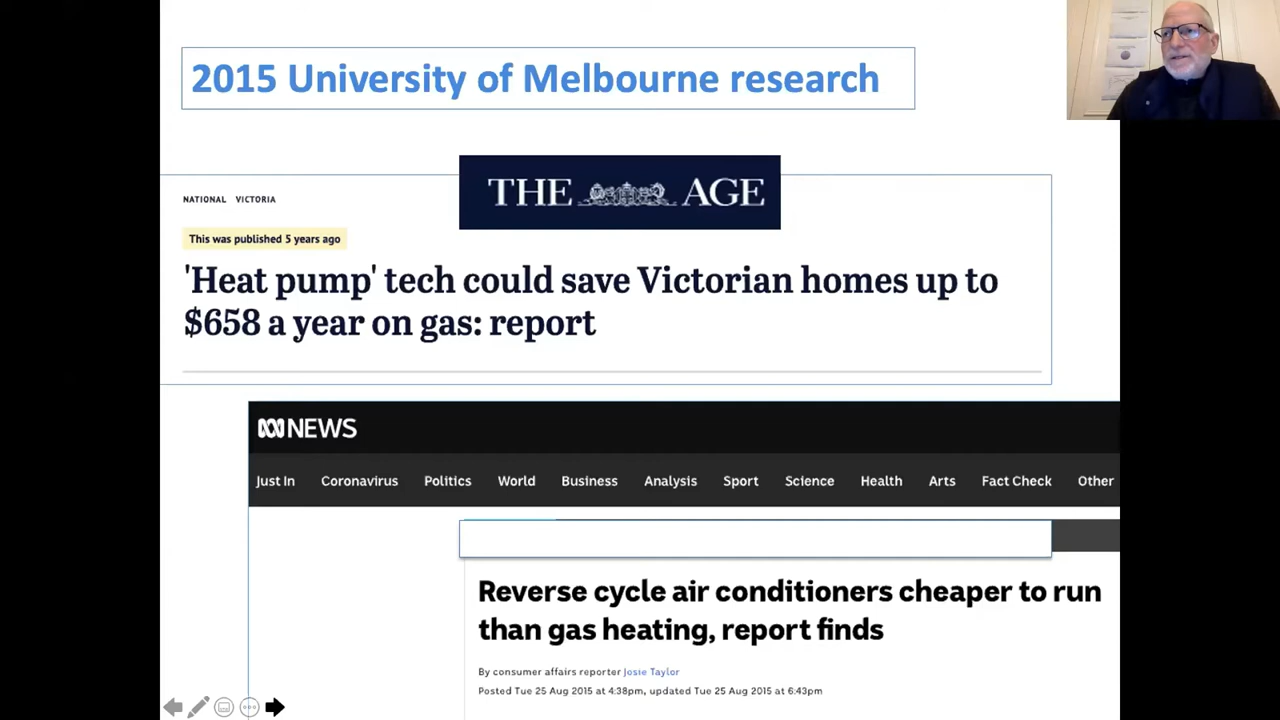 2015 University of Melbourne research
THE AGE
NATIONAL VICTORIA
This was published 5 years ago
'Heat pump' tech could save Victorian homes up to
$658 a year on gas: report
NEWS
Just In Coronavirus Politics World Business Analysis Sport Science Health Arts Fact Check Other
Reverse cycle air conditioners cheaper to run
than gas heating, report finds
By consumer affairs reporter Josie Taylor
Posted Tue 25 Aug 2015 at 4:38pm, updated Tue 25 Aug 2015 at 6:43pm